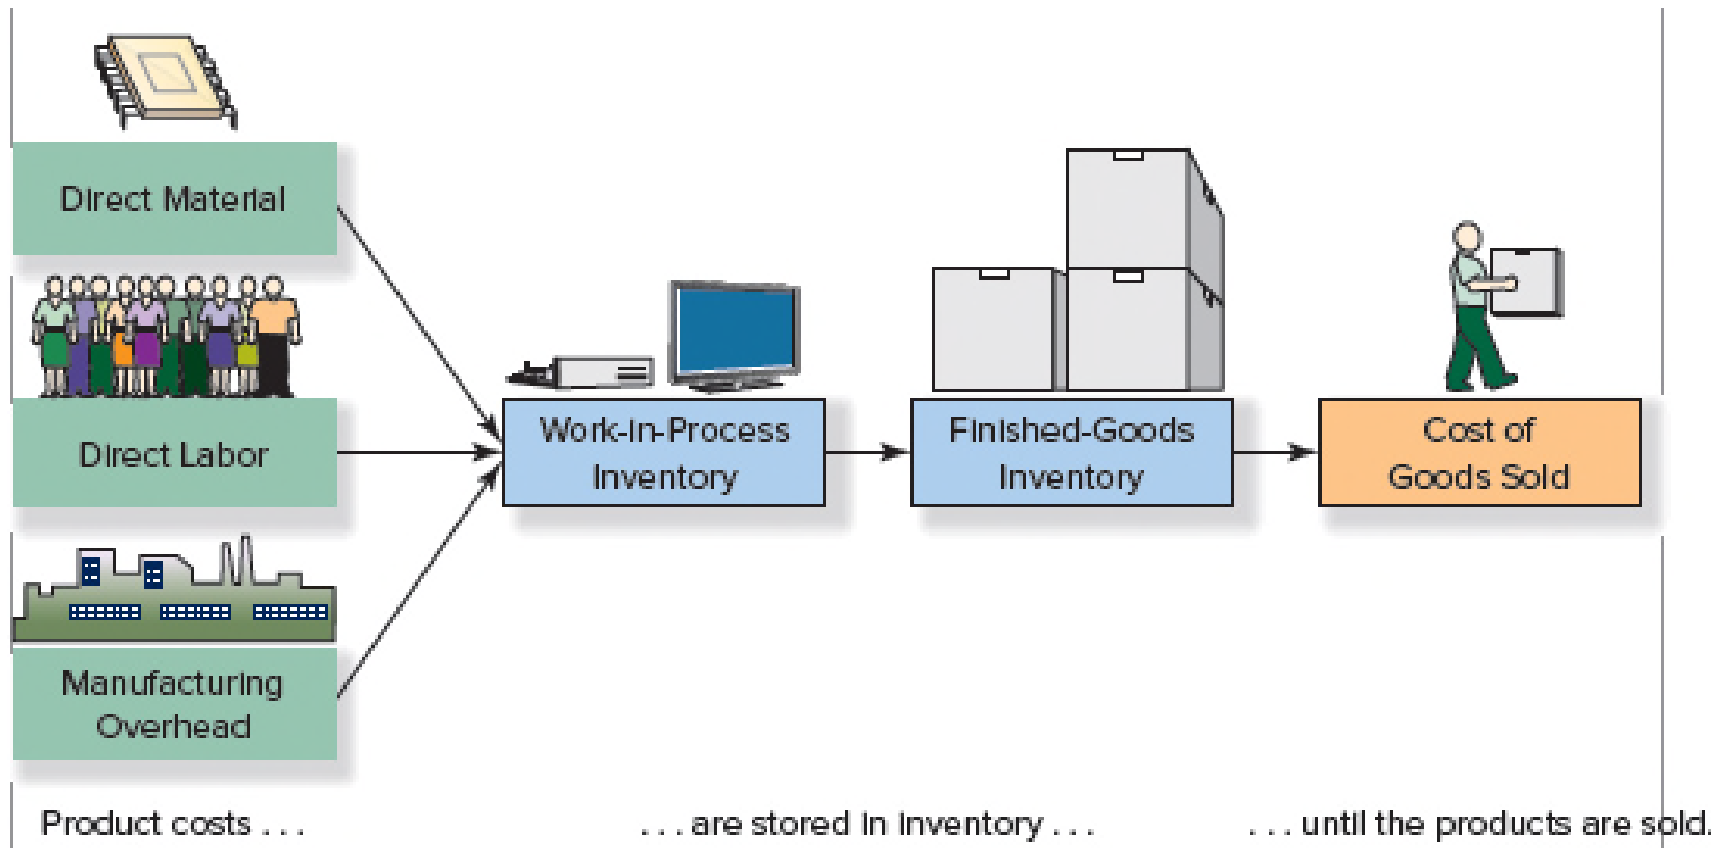 Direct Material
Direct Labor
Manufacturing
Overhead
Work-in-Process
Inventory
Finished-Goods
Inventory
Cost of
Goods Sold
Product costs . . .
. . . are stored in inventory . . .
. . . until the products are sold.